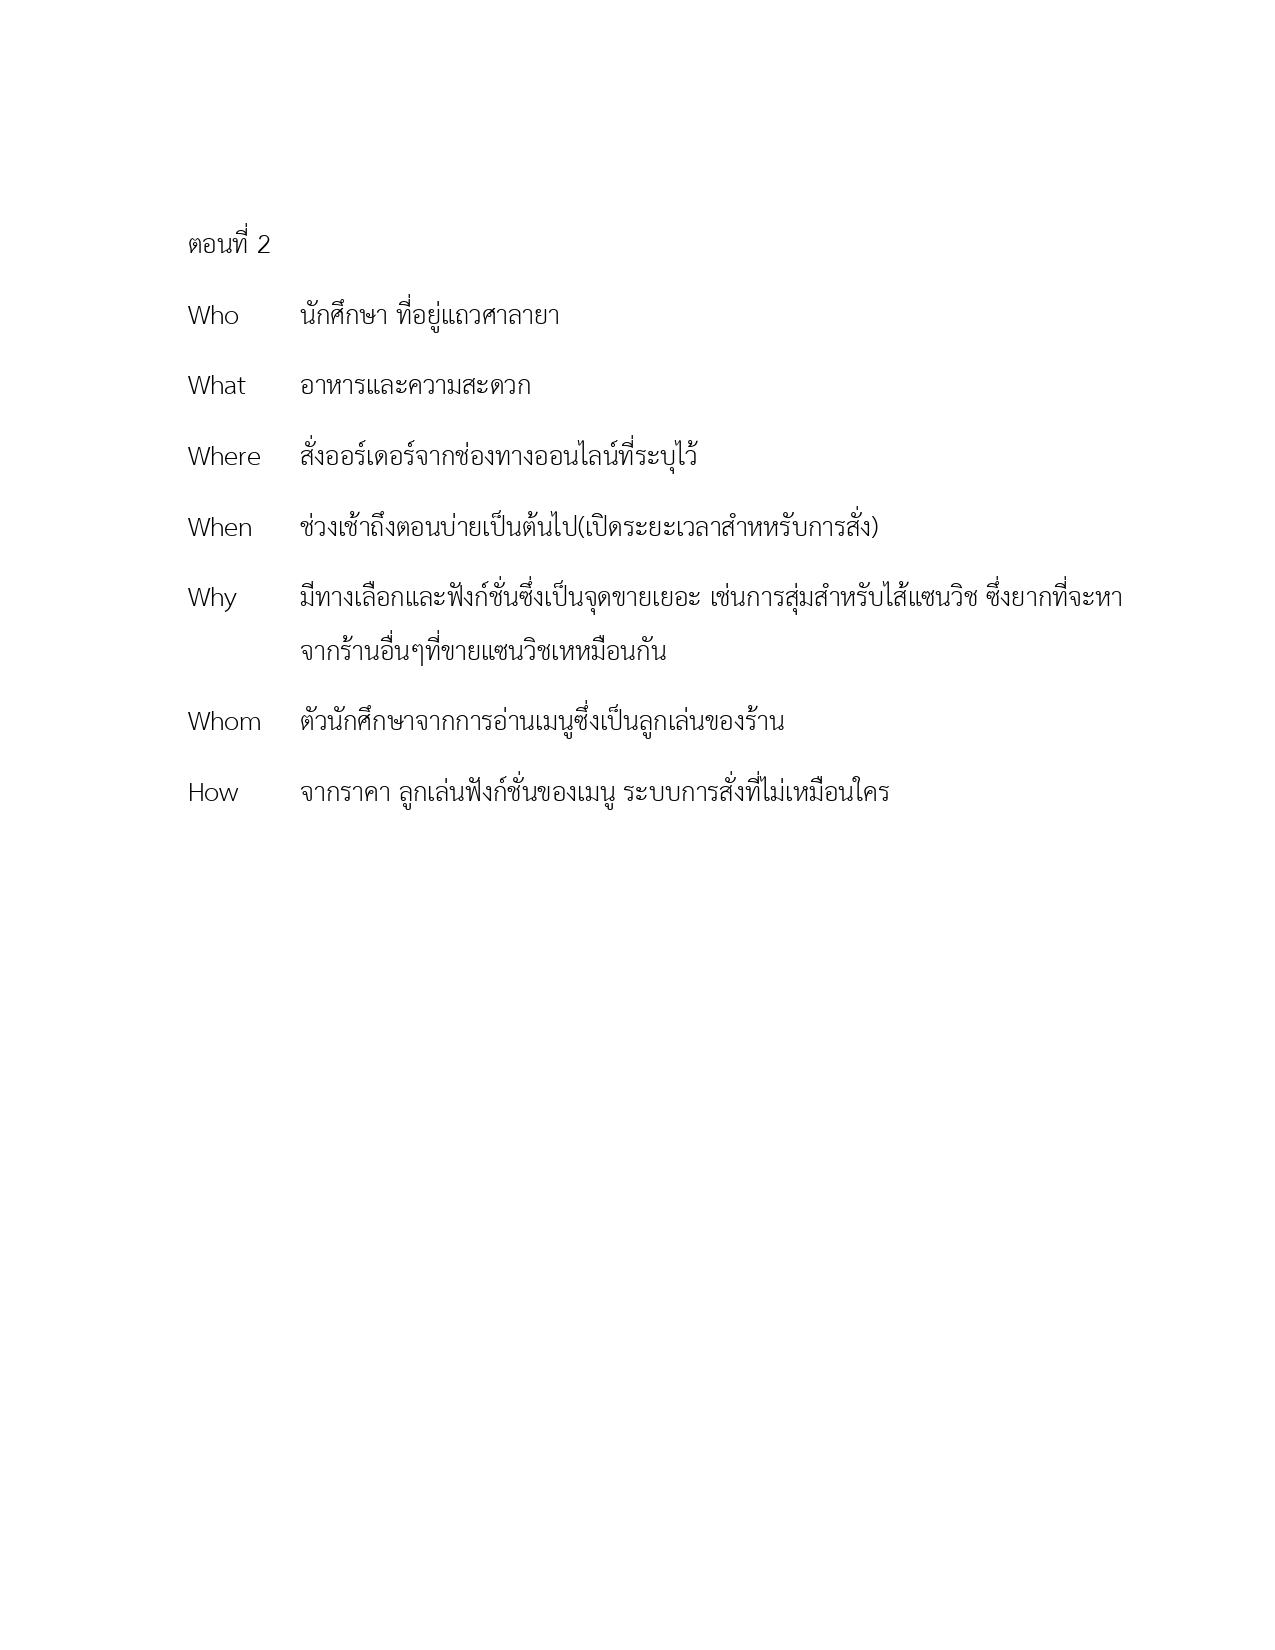 ตอนที่ 2
Who นักศึกษา ที่อยู่แถวศาลายา
What อาหารและความสะดวก
Where สั่งออร์เดอร์จากช่องทางออนไลน์ที่ระบุไว้
When ช่วงเช้าถึงตอนบ่ายเป็นต้นไป(เปิดระยะเวลาสำหหรับการสั่ง)
Why มีทางเลือกและฟังก์ชั่นซึ่งเป็นจุดขายเยอะ เช่นการสุ่มสำหรับไส้แซนวิช ซึ่งยากที่จะหา
จากร้านอื่นๆที่ขายแซนวิชเหหมือนกัน
Whom ตัวนักศึกษาจากการอ่านเมนูซึ่งเป็นลูกเล่นของร้าน
How จากราคา ลูกเล่นฟังก์ชั่นของเมนู ระบบการสั่งที่ไม่เหมือนใคร